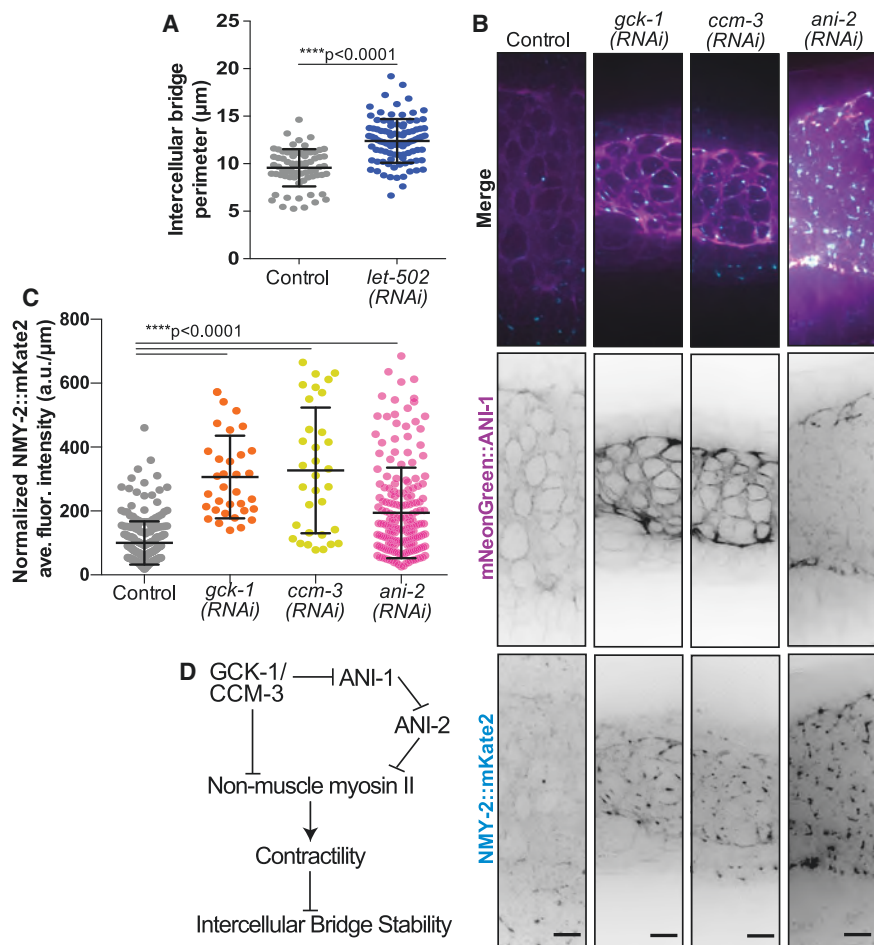 A
****p<0.0001
Intercellular bridge
perimeter (µm)
25
20
15
10
5
0
Control
let-502
(RNAi)
B
Control
gck-1
(RNAi)
ccm-3
(RNAi)
ani-2
(RNAi)
Merge
mNeonGreen::ANI-1
NMY-2::mKate2
C
****p<0.0001
Normalized NMY-2::mKate2
ave. fluor. intensity (a.u./µm)
800
600
400
200
0
Control
gck-1
(RNAi)
ccm-3
(RNAi)
ani-2
(RNAi)
D
GCK-1/
CCM-3
ANI-1
ANI-2
Non-muscle myosin II
Contractility
Intercellular Bridge Stability